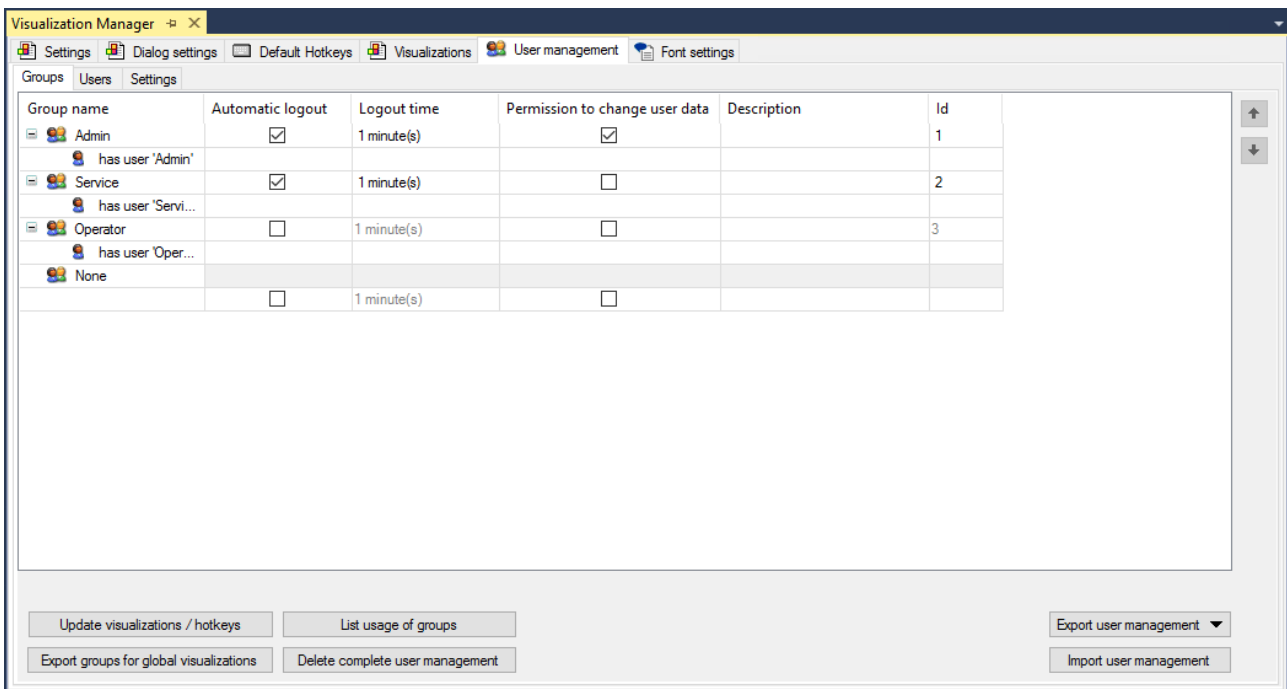 Visualization Manager
Settings Dialog settings Default Hotkeys Visualizations User management Font settings
Groups Users Settings
Group name Automatic logout Logout time Permission to change user data Description Id
Admin 1 minute(s) 1
has user 'Admin'
Service 1 minute(s) 2
has user 'Servi...
Operator 1 minute(s) 3
has user 'Oper...
None
1 minute(s)
Update visualizations / hotkeys List usage of groups Export user management
Export groups for global visualizations Delete complete user management Import user management